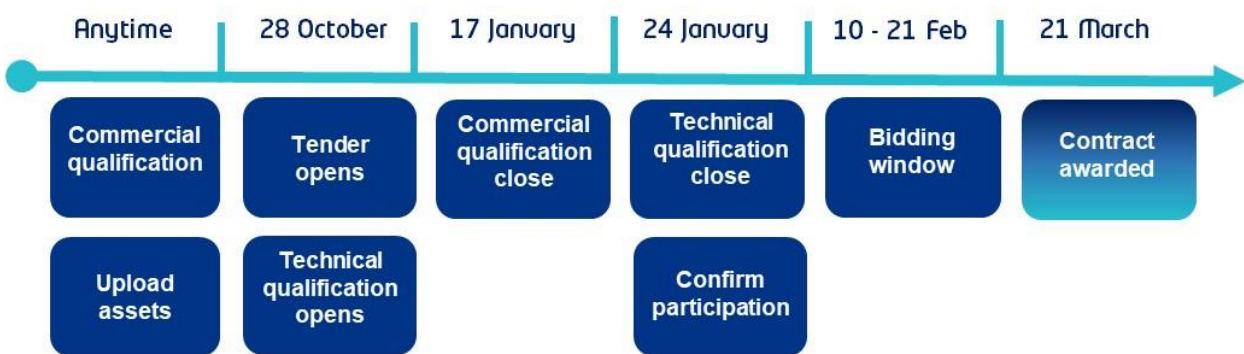 Anytime
28 October
17 January
24 January
10 - 21 Feb
21 March
Commercial
qualification
Tender
opens
Commercial
qualification
close
Technical
qualification
close
Bidding
window
Contract
awarded
Upload
assets
Technical
qualification
opens
Confirm
participation